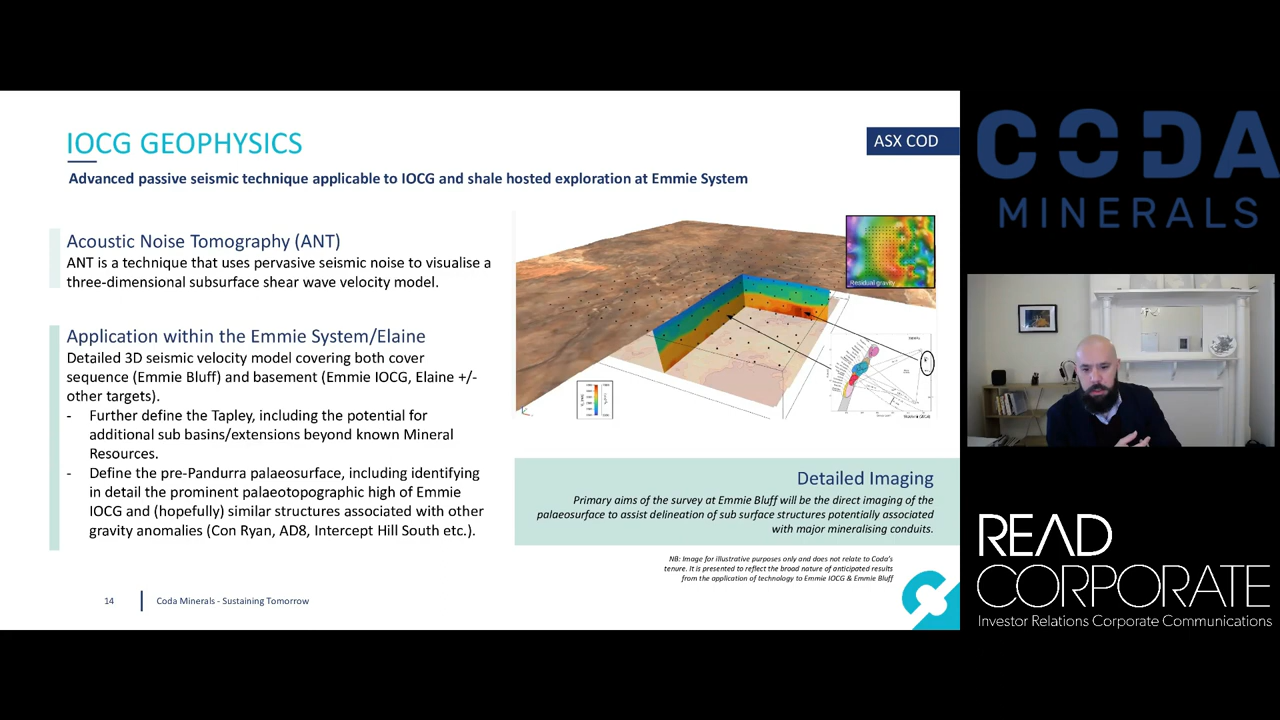 IOCG GEOPHYSICS
ASX COD
Advanced passive seismic technique applicable to IOCG and shale hosted exploration at Emmie System
Acoustic Noise Tomography (ANT)
ANT is a technique that uses pervasive seismic noise to visualise a
three-dimensional subsurface shear wave velocity model.
Application within the Emmie System/Elaine
Detailed 3D seismic velocity model covering both cover
sequence (Emmie Bluff) and basement (Emmie IOCG, Elaine +/-
other targets).
- Further define the Tapley, including the potential for
additional sub basins/extensions beyond known Mineral
Resources.
- Define the pre-Pandurra palaeosurface, including identifying
in detail the prominent palaeotopographic high of Emmie
IOCG and (hopefully) similar structures associated with other
gravity anomalies (Con Ryan, AD8, Intercept Hill South etc.).
Residual gravity
Detailed Imaging
Primary aims of the survey at Emmie Bluff will be the direct imaging of the
palaeosurface to assist delineation of sub surface structures potentially associated
with major mineralising conduits.
NB: Image for illustrative purposes only and does not relate to Coda's
tenure. It is presented to reflect the broad nature of anticipated results
from the application of technology to Emmie IOCG & Emmie Bluff
14
Coda Minerals - Sustaining Tomorrow
CODA
MINERALS
READ
CORPORATE
Investor Relations Corporate Communications